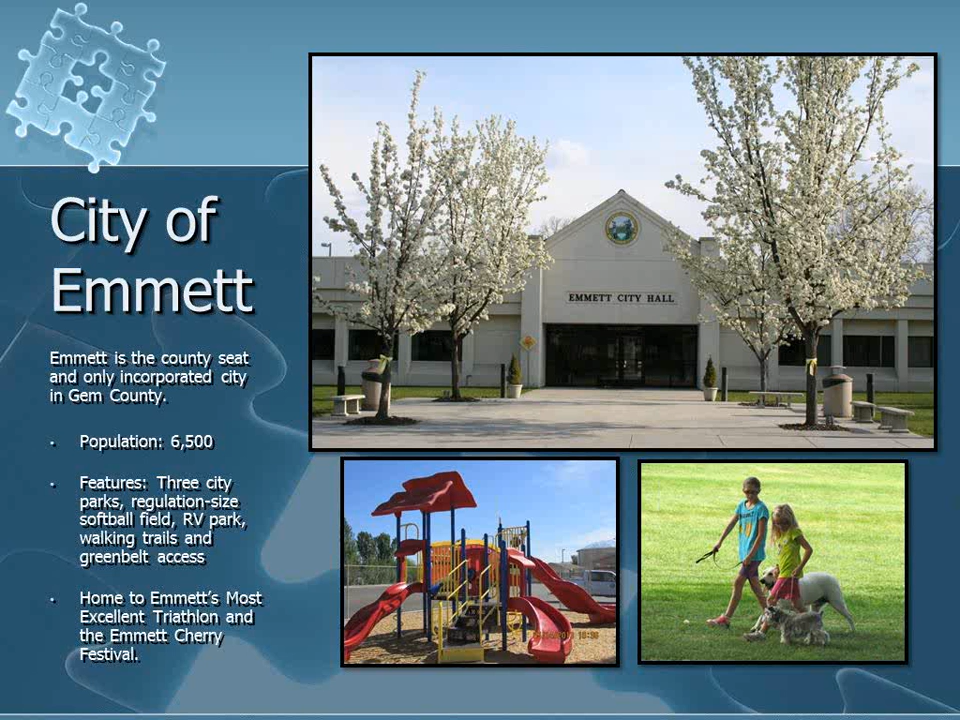 City of
Emmett
Emmett is the county seat
and only incorporated city
in Gem County.
• Population: 6,500
• Features: Three city
parks, regulation-size
softball field, RV park,
walking trails and
greenbelt access
• Home to Emmett’s Most
Excellent Triathlon and
the Emmett Cherry
Festival.
EMMETT CITY HALL